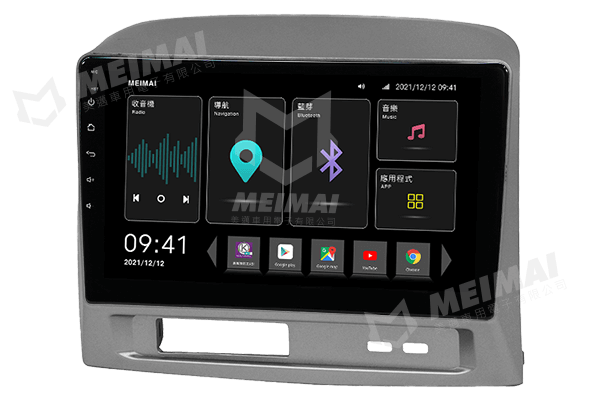 MEIMAI
MIC
RST
MEIMAI
2021/12/12 09:41
收音機
Radio
導航
Navigation
藍芽
Bluetooth
音樂
Music
應用程式
APP
MEIMAI
09:41
2021/12/12
Google play
Google map
YouTube
Chrome
MEIMAI